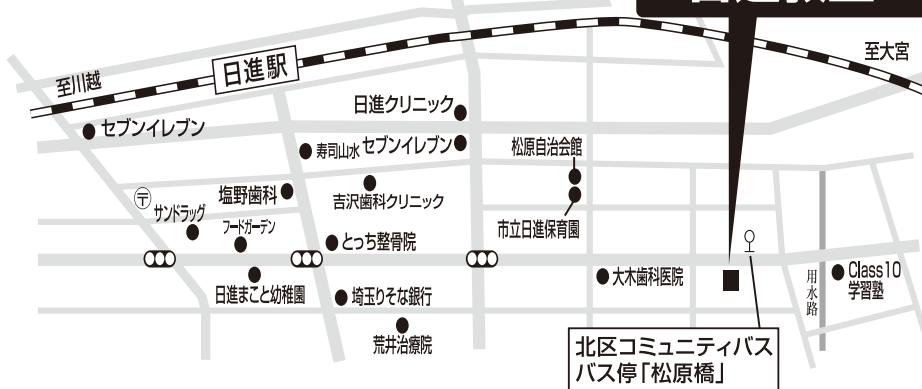 至大宮
至川越
日進駅
日進クリニック
セブンイレブン
寿司山水
セブンイレブン
松原自治会館
塩野歯科
吉沢歯科クリニック
〒
サンドラッグ
フードガーデン
市立日進保育園
とっち整骨院
大木歯科医院
Class10
学習塾
用水路
日進まこと幼稚園
埼玉りそな銀行
荒井治療院
北区コミュニティバス
バス停「松原橋」